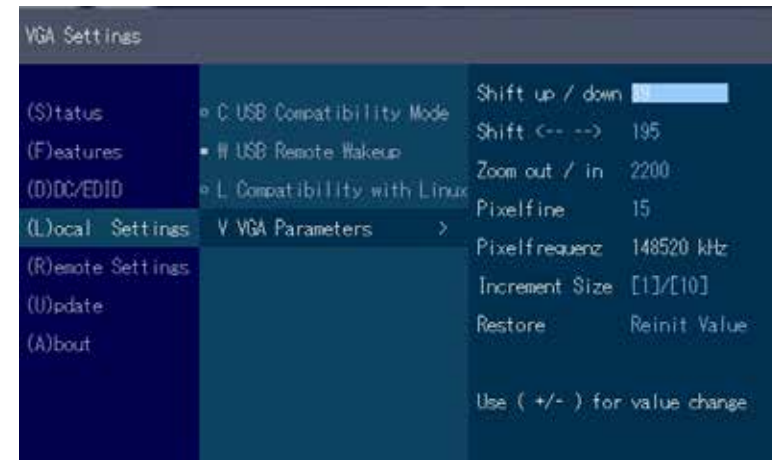 VGA Settings
(S)tatus
(F)eatures
(D)DC/EDID
(L)ocal Settings
(R)emote Settings
(U)pdate
(A)bout
C USB Compatibility Mode
W USB Remote Wakeup
L Compatibility with Linux
V VGA Parameters >
Shift up / down
Shift <-- --> 195
Zoom out / in 2200
Pixelfine 15
Pixelfrequenz 148520 kHz
Increment Size [1]/[10]
Restore Reinit Value
Use ( +/- ) for value change